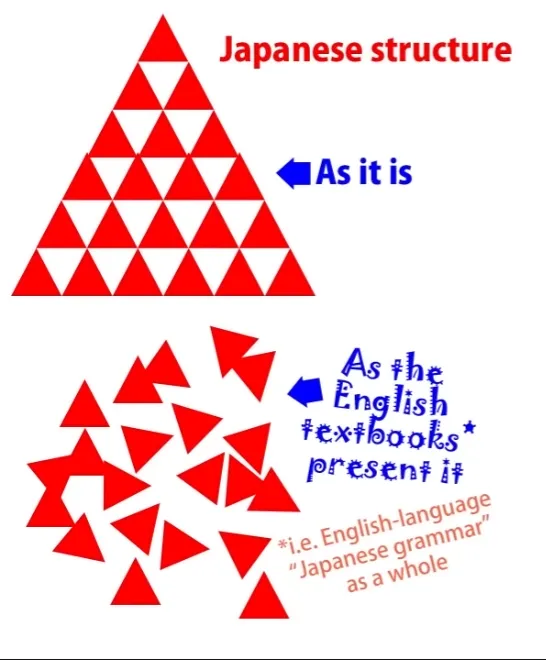 Japanese structure
As it is
As the
English
textbooks*
present it
*i.e. English-language
"Japanese grammar"
as a whole